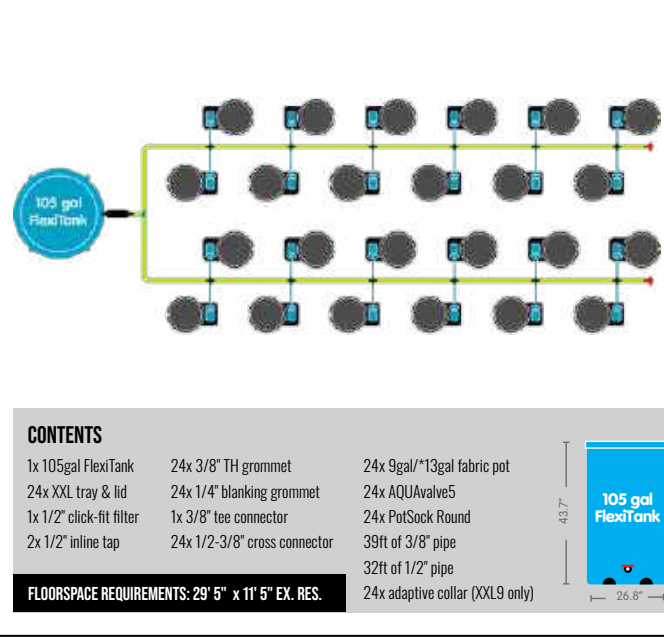 105 gal
FlexiTank
CONTENTS
1x 105gal FlexiTank
24x XXL tray & lid
1x 1/2" click-fit filter
2x 1/2" inline tap
24x 3/8" TH grommet
24x 1/4" blanking grommet
1x 3/8" tee connector
24x 1/2-3/8" cross connector
24x 9gal/*13gal fabric pot
24x AQUAvalve5
24x PotSock Round
39ft of 3/8" pipe
32ft of 1/2" pipe
24x adaptive collar (XXL9 only)
FLOORSPACE REQUIREMENTS: 29' 5" x 11' 5" EX. RES.
43.7"
105 gal
FlexiTank
26.8"